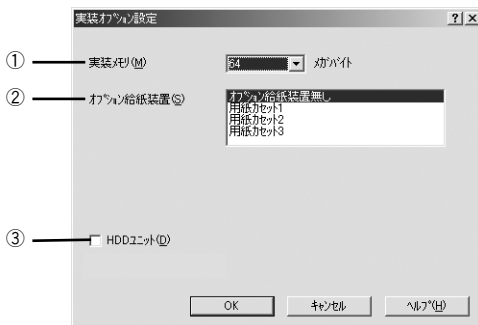 実装ｵﾌﾟｼｮﾝ設定
① 実装ﾒﾓﾘ(M) 64 ﾒｶﾞﾊﾞｲﾄ
② ｵﾌﾟｼｮﾝ給紙装置(S)
ｵﾌﾟｼｮﾝ給紙装置無し
用紙ｶｾｯﾄ1
用紙ｶｾｯﾄ2
用紙ｶｾｯﾄ3
③ HDDﾕﾆｯﾄ(D)
OK ｷｬﾝｾﾙ ﾍﾙﾌﾟ(H)